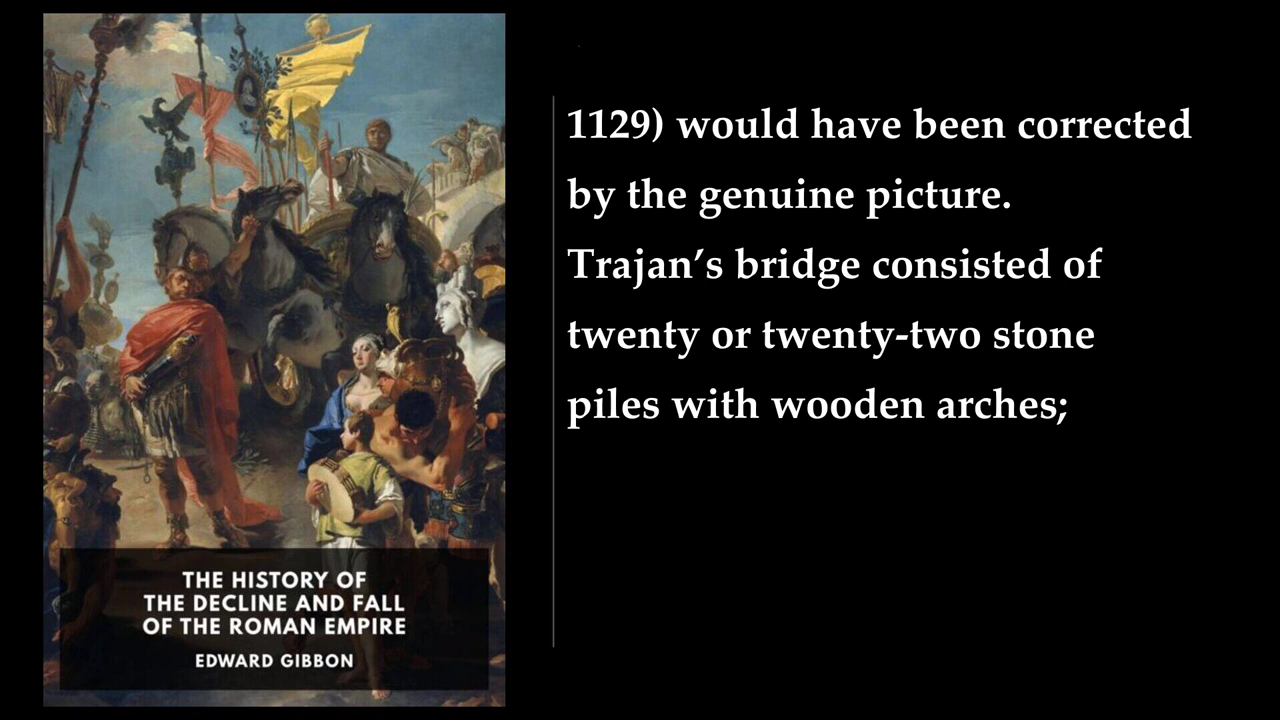 THE HISTORY OF
THE DECLINE AND FALL
OF THE ROMAN EMPIRE
EDWARD GIBBON
1129) would have been corrected
by the genuine picture.
Trajan’s bridge consisted of
twenty or twenty-two stone
piles with wooden arches;